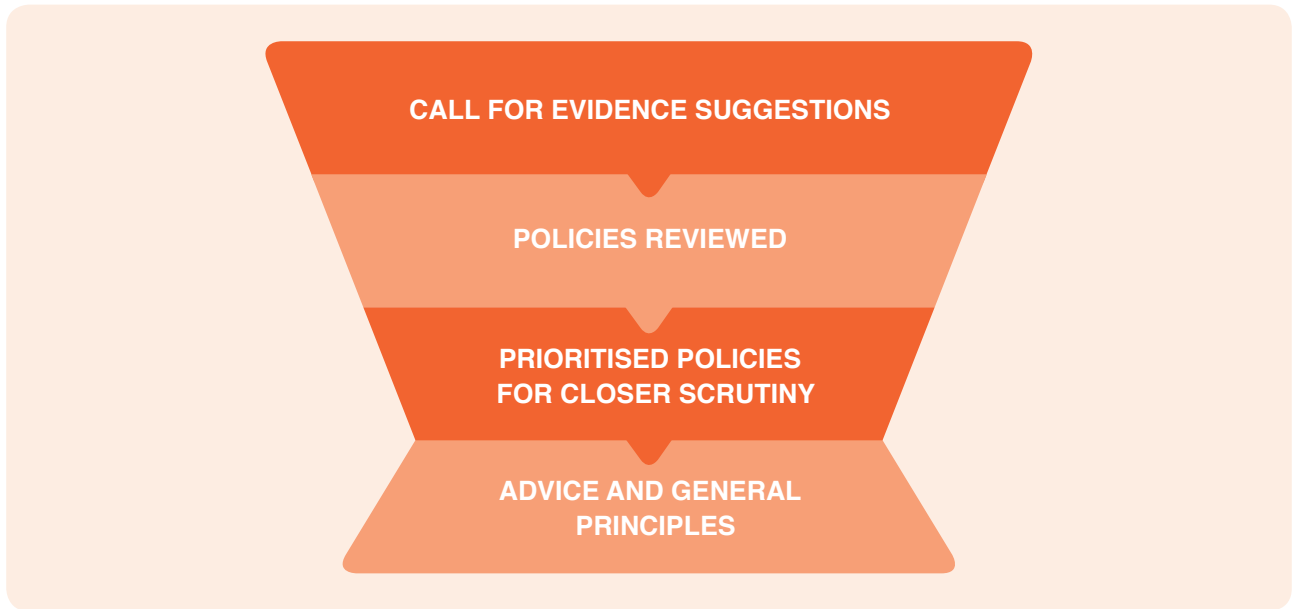 CALL FOR EVIDENCE SUGGESTIONS
POLICIES REVIEWED
PRIORITISED POLICIES
FOR CLOSER SCRUTINY
ADVICE AND GENERAL
PRINCIPLES